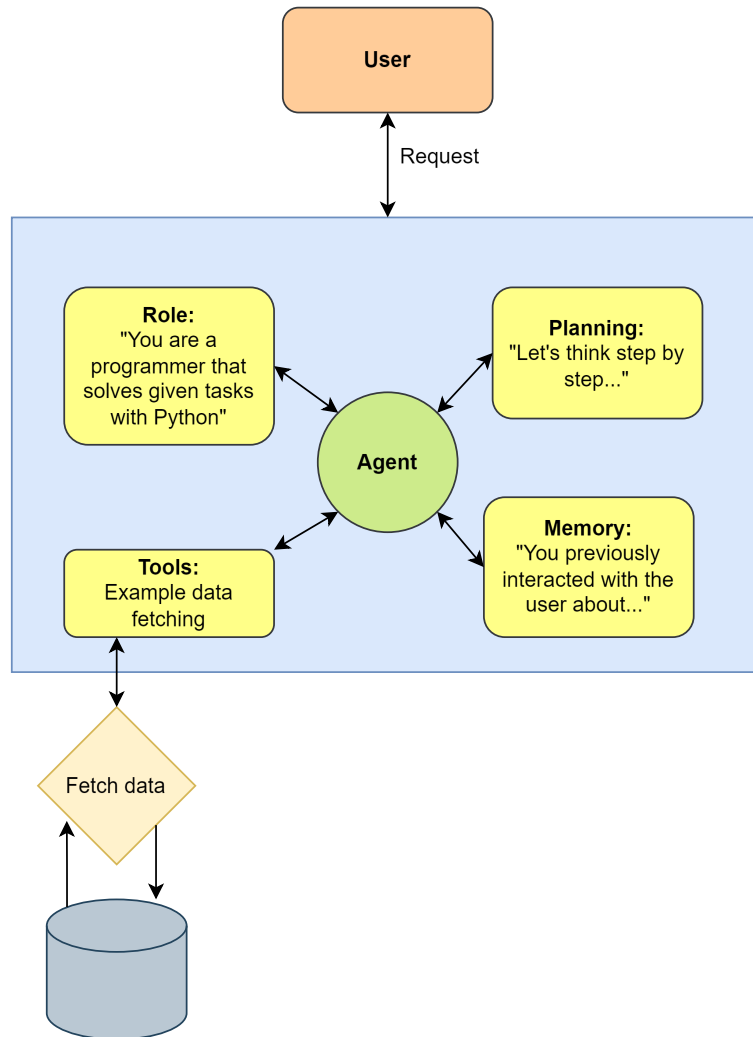 User
Request
Role:
"You are a
programmer that
solves given tasks
with Python"
Planning:
"Let's think step by
step..."
Agent
Memory:
"You previously
interacted with the
user about..."
Tools:
Example data
fetching
Fetch data